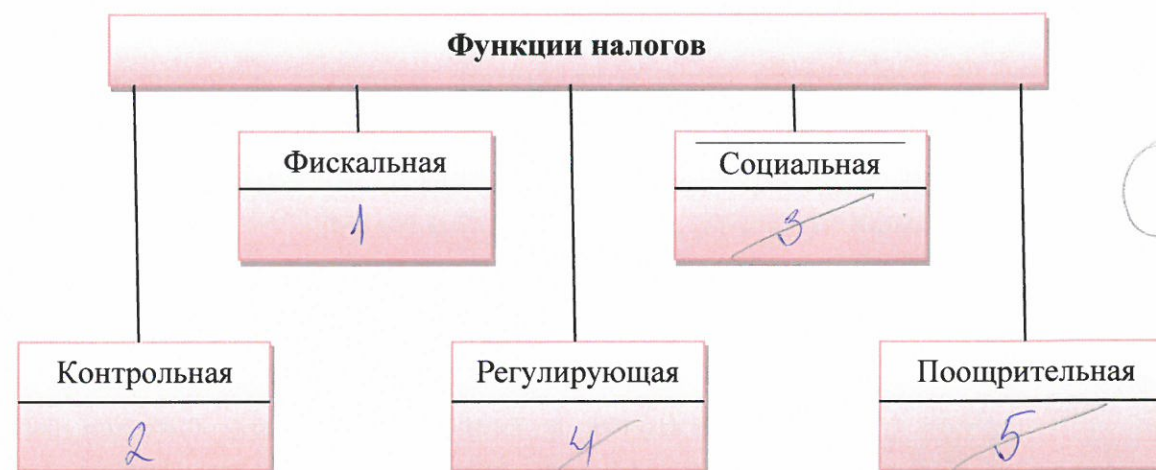 Функции налогов
Фискальная
1
Социальная
3
Контрольная
2
Регулирующая
4
Поощрительная
5